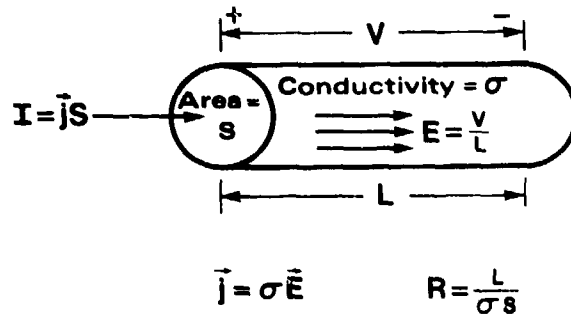 + −
V
Area = S
Conductivity = σ
I = j⃗S
E = V/L
L
j⃗ = σE⃗
R = L/σS